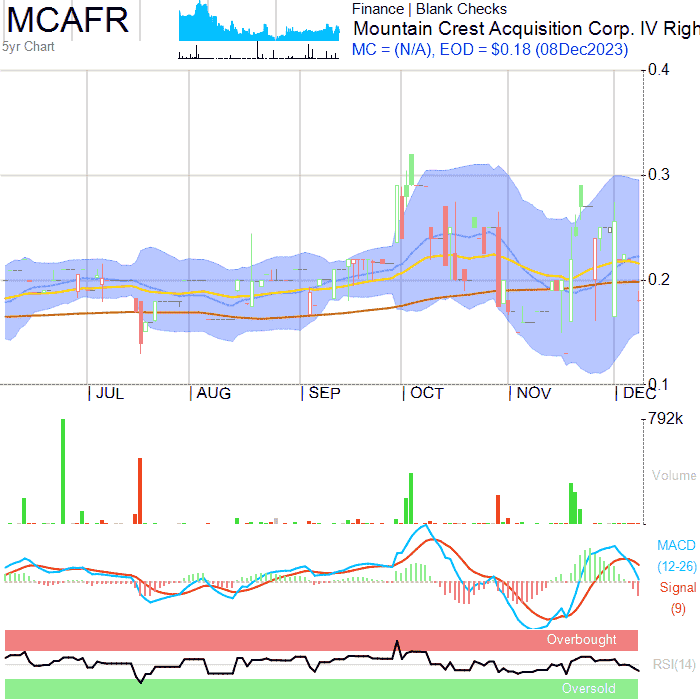 MCAFR
5yr Chart
Finance | Blank Checks
Mountain Crest Acquisition Corp. IV Righ
MC = (N/A), EOD = $0.18 (08Dec2023)
0.4
0.3
0.2
0.1
JUL AUG SEP OCT NOV DEC
792k
Volume
MACD
(12-26)
Signal
(9)
Overbought
RSI(14)
Oversold